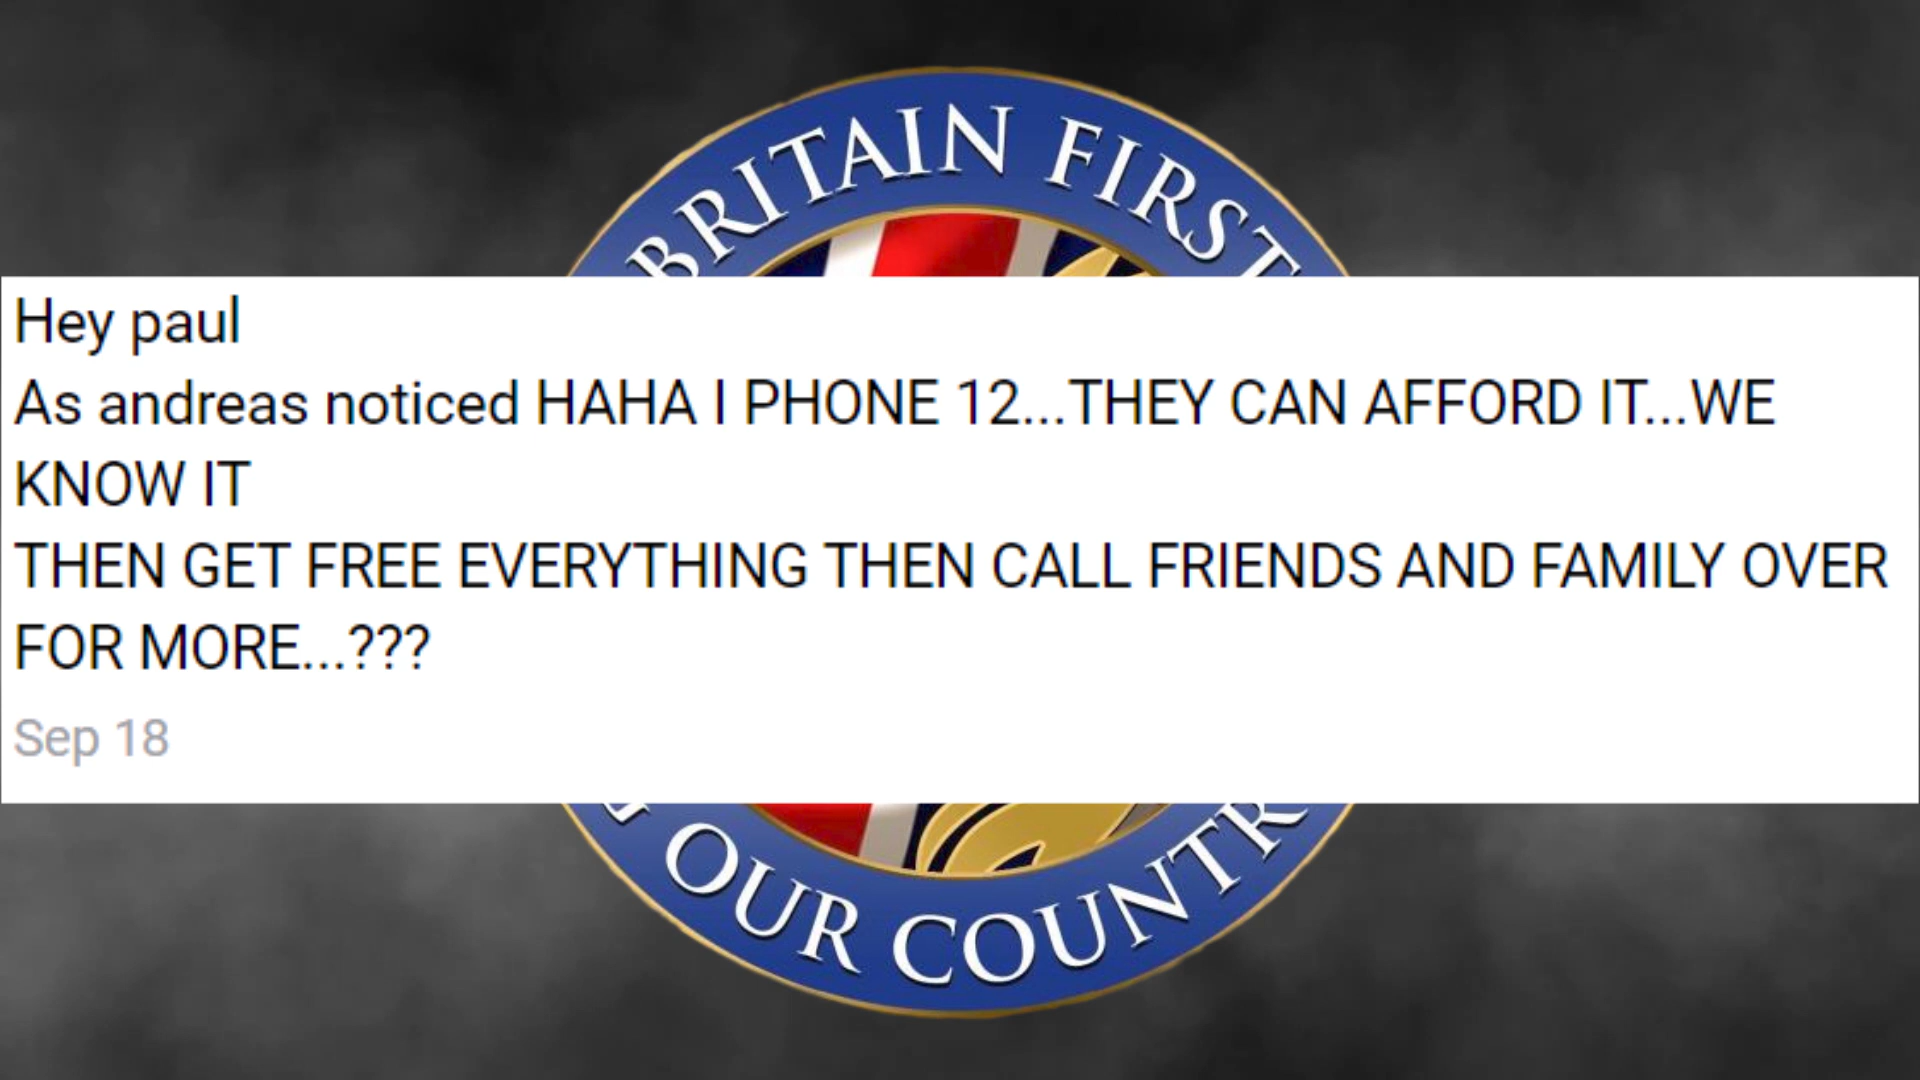 BRITAIN FIRST
Hey paul
As andreas noticed HAHA I PHONE 12...THEY CAN AFFORD IT...WE
KNOW IT
THEN GET FREE EVERYTHING THEN CALL FRIENDS AND FAMILY OVER
FOR MORE...???
Sep 18
OUR COUNTR